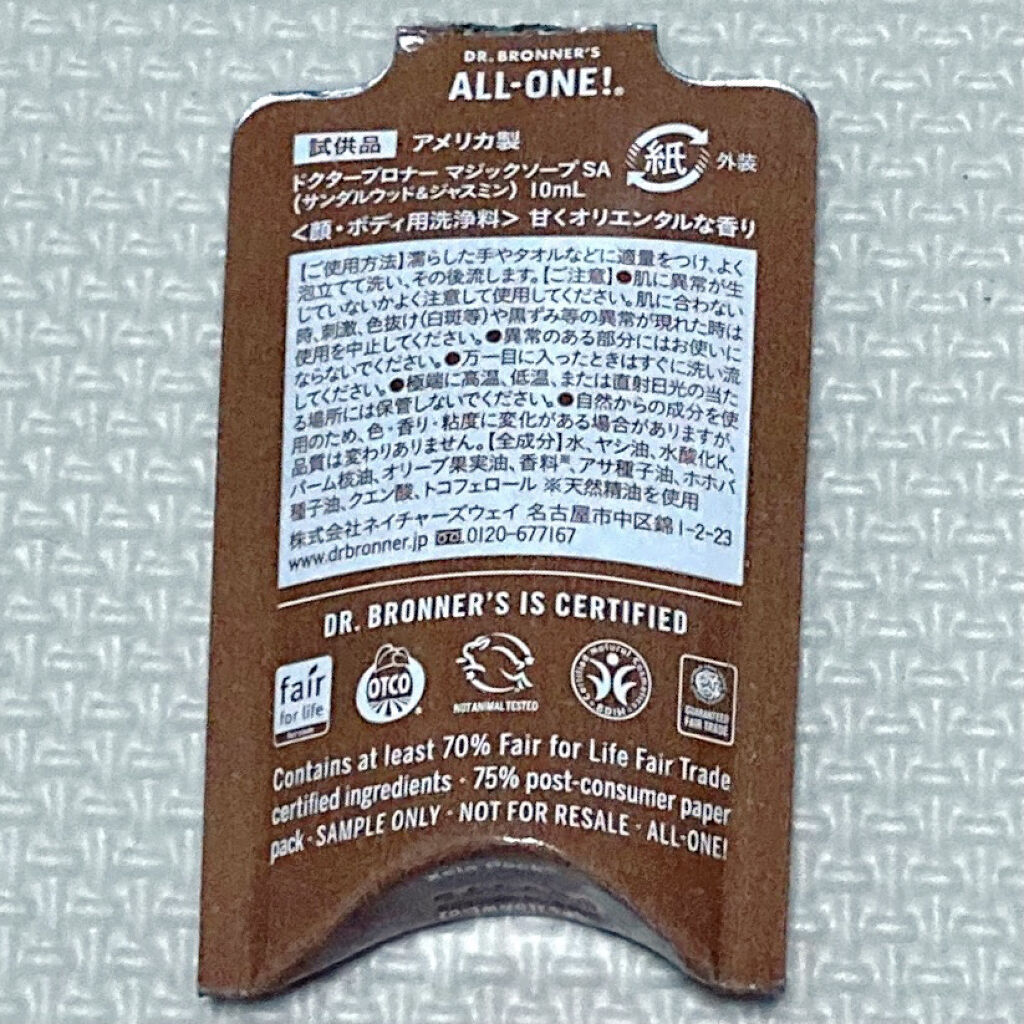 DR. BRONNER'S
ALL-ONE!®
試供品 アメリカ製
紙 外装
ドクターブロナー マジックソープ SA
(サンダルウッド&ジャスミン) 10mL
<顔・ボディ用洗浄料> 甘くオリエンタルな香り
【ご使用方法】濡らした手やタオルなどに適量をつけ、よく
泡立てて洗い、その後流します。【ご注意】●肌に異常が生
じていないかよく注意して使用してください。肌に合わない
時、刺激、色抜け(白斑等)や黒ずみ等の異常が現れた時は
使用を中止してください。●異常のある部分にはお使いに
ならないでください。●万一目に入ったときはすぐに洗い流
してください。●極端に高温、低温、または直射日光の当た
る場所には保管しないでください。●自然からの成分を使
用のため、色・香り・粘度に変化がある場合がありますが、
品質は変わりありません。【全成分】水、ヤシ油、水酸化K、
パーム核油、オリーブ果実油、香料※、アサ種子油、ホホバ
種子油、クエン酸、トコフェロール ※天然精油を使用
株式会社ネイチャーズウェイ 名古屋市中区錦1-2-23
www.drbronner.jp 0120-677167
DR. BRONNER'S IS CERTIFIED
fair
for life
OTCO
NOT ANIMAL TESTED
BDIH
GUARANTEED
FAIR TRADE
Contains at least 70% Fair for Life Fair Trade
certified ingredients · 75% post-consumer paper
pack · SAMPLE ONLY · NOT FOR RESALE · ALL-ONE!